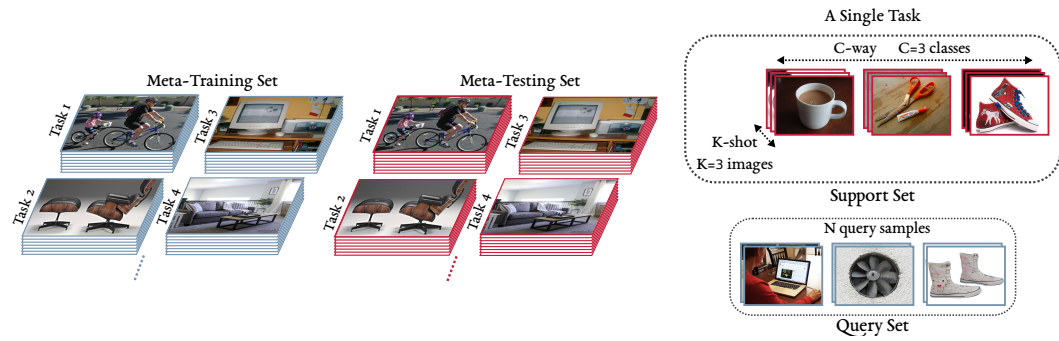 Meta-Training Set
Task 1
Task 3
Task 2
Task 4
Meta-Testing Set
Task 1
Task 3
Task 2
Task 4
A Single Task
C-way C=3 classes
K-shot
K=3 images
Support Set
N query samples
Query Set